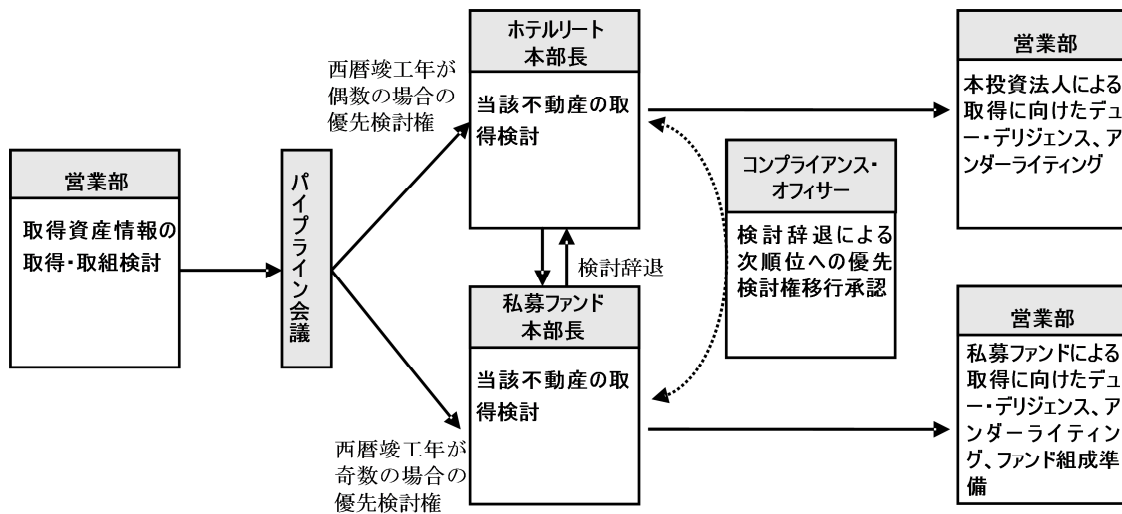 営業部
取得資産情報の
取得・取組検討
パイプライン会議
西暦竣工年が
偶数の場合の
優先検討権
西暦竣工年が
奇数の場合の
優先検討権
ホテルリート
本部長
当該不動産の取
得検討
検討辞退
私募ファンド
本部長
当該不動産の取
得検討
コンプライアンス・
オフィサー
検討辞退による
次順位への優先
検討権移行承認
営業部
本投資法人による
取得に向けたデュ
ー・デリジェンス、ア
ンダーライティング
営業部
私募ファンドによる
取得に向けたデュ
ー・デリジェンス、ア
ンダーライティン
グ、ファンド組成準
備